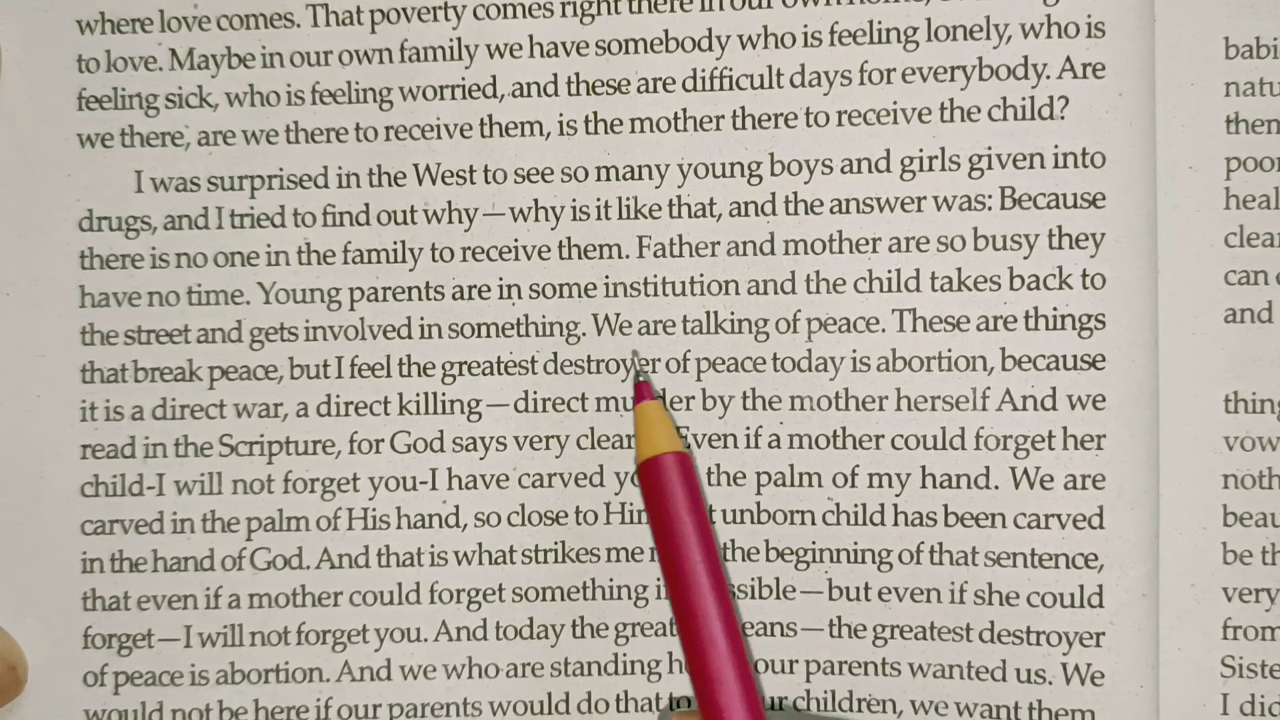 where love comes. That poverty comes right there in our own
to love. Maybe in our own family we have somebody who is feeling lonely, who is
feeling sick, who is feeling worried, and these are difficult days for everybody. Are
we there, are we there to receive them, is the mother there to receive the child?
I was surprised in the West to see so many young boys and girls given into
drugs, and I tried to find out why—why is it like that, and the answer was: Because
there is no one in the family to receive them. Father and mother are so busy they
have no time. Young parents are in some institution and the child takes back to
the street and gets involved in something. We are talking of peace. These are things
that break peace, but I feel the greatest destroyer of peace today is abortion, because
it is a direct war, a direct killing—direct murder by the mother herself And we
read in the Scripture, for God says very clear Even if a mother could forget her
child-I will not forget you-I have carved the palm of my hand. We are
carved in the palm of His hand, so close to unborn child has been carved
in the hand of God. And that is what strikes me the beginning of that sentence,
that even if a mother could forget something —but even if she could
forget—I will not forget you. And today the great —the greatest destroyer
of peace is abortion. And we who are standing our parents wanted us. We
would not be here if our parents would do that to children, we want them
babi
natu
then
poor
heal
clear
can
and
thing
vow
noth
beau
be th
very
from
Siste
I did